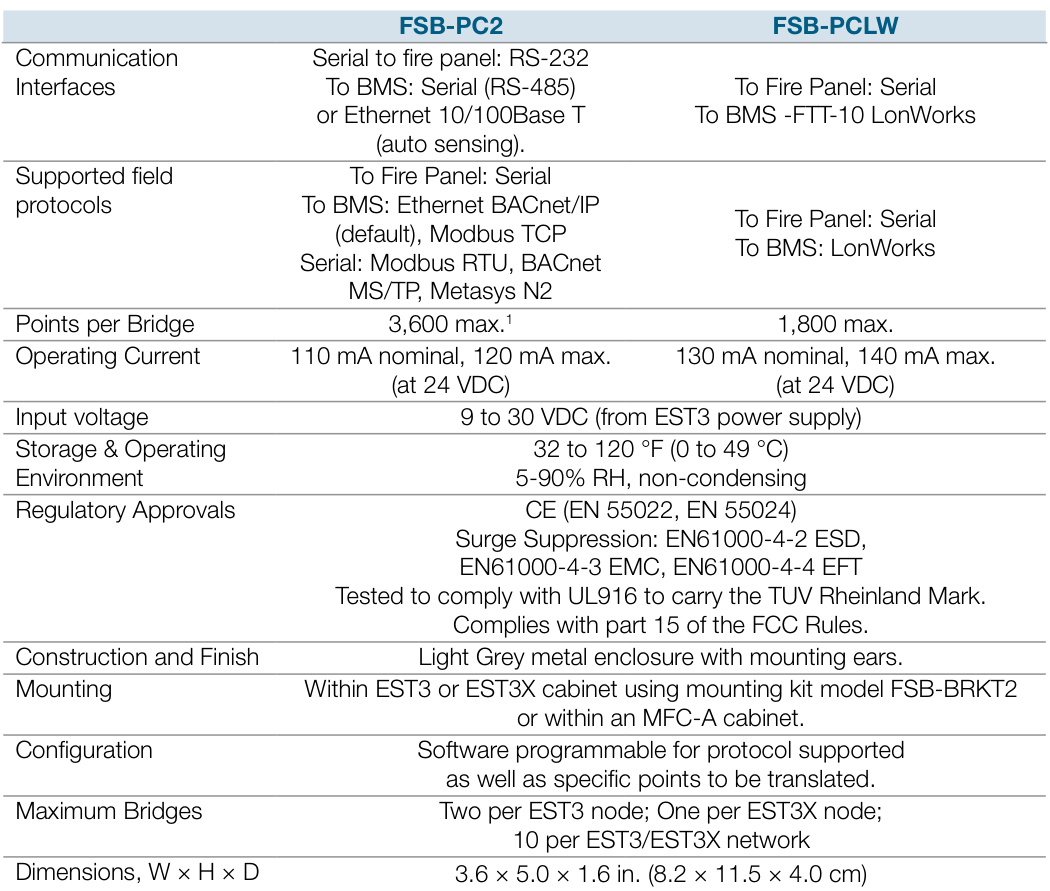 FSB-PC2 FSB-PCLW
Communication Interfaces
Serial to fire panel: RS-232
To BMS: Serial (RS-485)
or Ethernet 10/100Base T
(auto sensing).
To Fire Panel: Serial
To BMS -FTT-10 LonWorks
Supported field
protocols
To Fire Panel: Serial
To BMS: Ethernet BACnet/IP
(default), Modbus TCP
Serial: Modbus RTU, BACnet
MS/TP, Metasys N2
To Fire Panel: Serial
To BMS: LonWorks
Points per Bridge 3,600 max.¹ 1,800 max.
Operating Current
110 mA nominal, 120 mA max.
(at 24 VDC)
130 mA nominal, 140 mA max.
(at 24 VDC)
Input voltage 9 to 30 VDC (from EST3 power supply)
Storage & Operating
Environment
32 to 120 °F (0 to 49 °C)
5-90% RH, non-condensing
Regulatory Approvals
CE (EN 55022, EN 55024)
Surge Suppression: EN61000-4-2 ESD,
EN61000-4-3 EMC, EN61000-4-4 EFT
Tested to comply with UL916 to carry the TUV Rheinland Mark.
Complies with part 15 of the FCC Rules.
Construction and Finish Light Grey metal enclosure with mounting ears.
Mounting
Within EST3 or EST3X cabinet using mounting kit model FSB-BRKT2
or within an MFC-A cabinet.
Configuration
Software programmable for protocol supported
as well as specific points to be translated.
Maximum Bridges
Two per EST3 node; One per EST3X node;
10 per EST3/EST3X network
Dimensions, W × H × D 3.6 × 5.0 × 1.6 in. (8.2 × 11.5 × 4.0 cm)